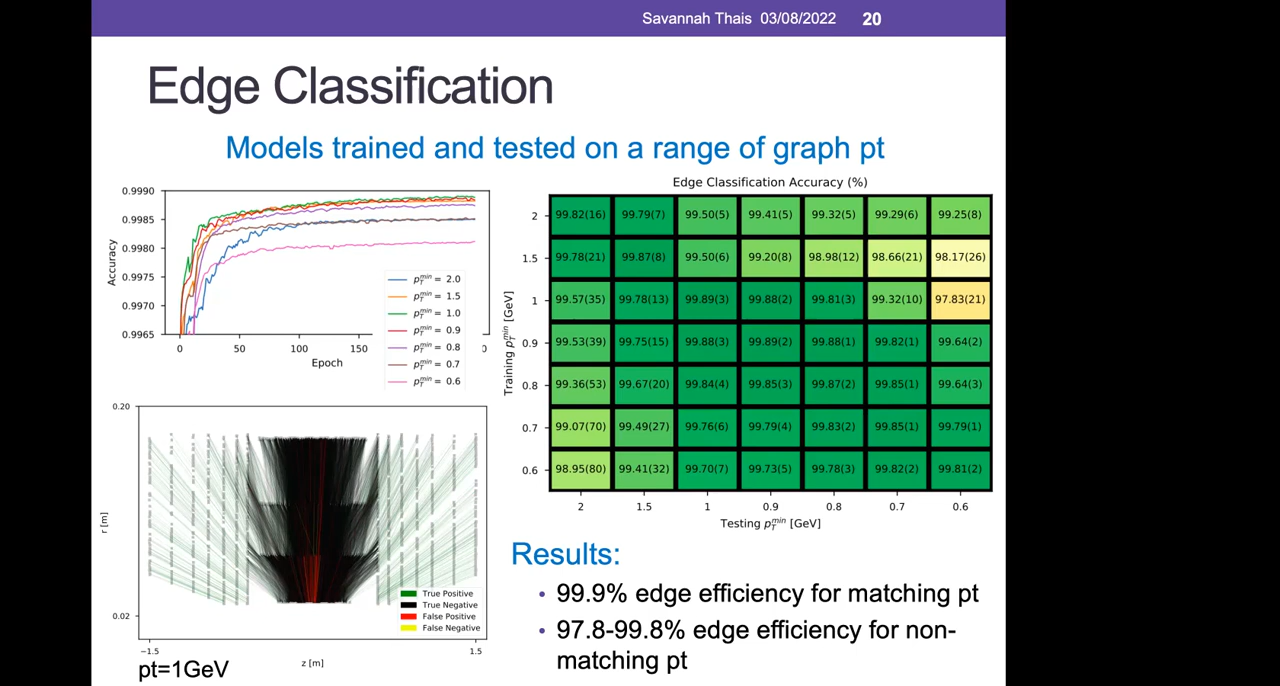 Savannah Thais 03/08/2022 20
Edge Classification
Models trained and tested on a range of graph pt
0.9990
0.9985
0.9980
0.9975
0.9970
0.9965
Accuracy
0 50 100 150 0
Epoch
p_T^min = 2.0
p_T^min = 1.5
p_T^min = 1.0
p_T^min = 0.9
p_T^min = 0.8
p_T^min = 0.7
p_T^min = 0.6
Edge Classification Accuracy (%)
Training p_T^min [GeV]
2 99.82(16) 99.79(7) 99.50(5) 99.41(5) 99.32(5) 99.29(6) 99.25(8)
1.5 99.78(21) 99.87(8) 99.50(6) 99.20(8) 98.98(12) 98.66(21) 98.17(26)
1 99.57(35) 99.78(13) 99.89(3) 99.88(2) 99.81(3) 99.32(10) 97.83(21)
0.9 99.53(39) 99.75(15) 99.88(3) 99.89(2) 99.88(1) 99.82(1) 99.64(2)
0.8 99.36(53) 99.67(20) 99.84(4) 99.85(3) 99.87(2) 99.85(1) 99.64(3)
0.7 99.07(70) 99.49(27) 99.76(6) 99.79(4) 99.83(2) 99.85(1) 99.79(1)
0.6 98.95(80) 99.41(32) 99.70(7) 99.73(5) 99.78(3) 99.82(2) 99.81(2)
2 1.5 1 0.9 0.8 0.7 0.6
Testing p_T^min [GeV]
0.20
r [m]
0.02
True Positive
True Negative
False Positive
False Negative
−1.5 1.5
z [m]
pt=1GeV
Results:
• 99.9% edge efficiency for matching pt
• 97.8-99.8% edge efficiency for non-
matching pt